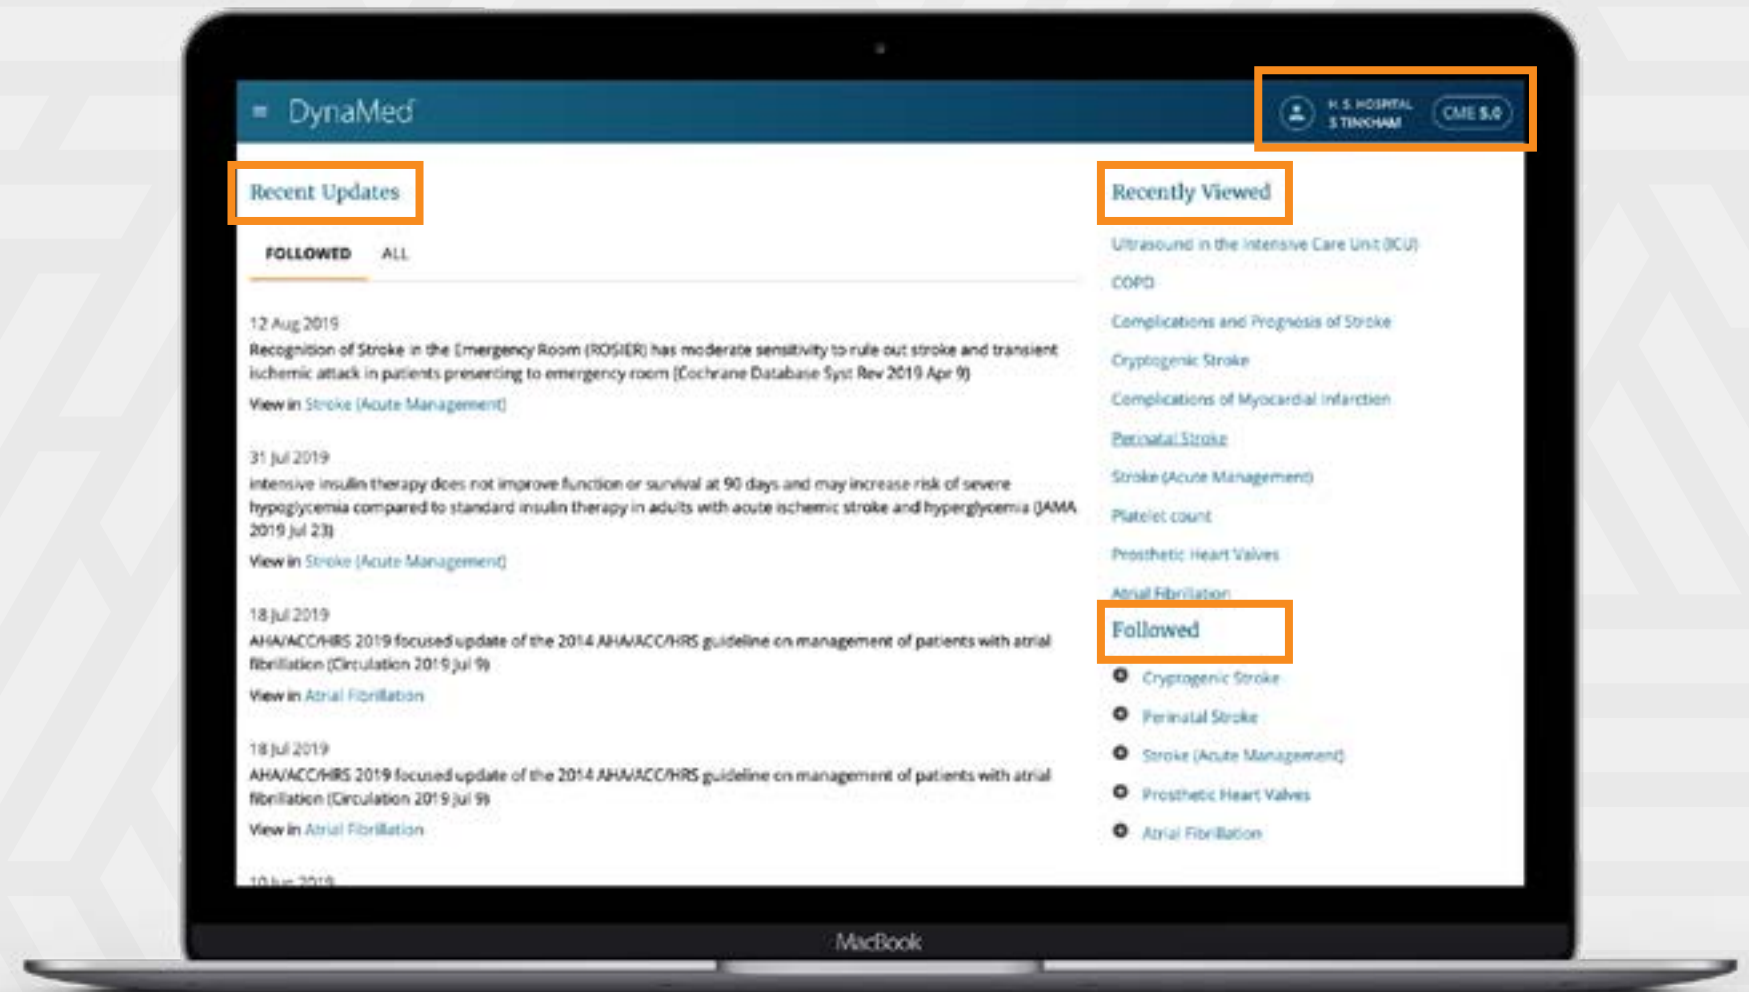 DynaMed
H. S. HOSPITAL
S TINKHAM
CME 5.0
Recent Updates
FOLLOWED ALL
12 Aug 2019
Recognition of Stroke in the Emergency Room (ROSIER) has moderate sensitivity to rule out stroke and transient
ischemic attack in patients presenting to emergency room (Cochrane Database Syst Rev 2019 Apr 9)
View in Stroke (Acute Management)
31 Jul 2019
intensive insulin therapy does not improve function or survival at 90 days and may increase risk of severe
hypoglycemia compared to standard insulin therapy in adults with acute ischemic stroke and hyperglycemia (JAMA
2019 Jul 23)
View in Stroke (Acute Management)
18 Jul 2019
AHA/ACC/HRS 2019 focused update of the 2014 AHA/ACC/HRS guideline on management of patients with atrial
fibrillation (Circulation 2019 Jul 9)
View in Atrial Fibrillation
18 Jul 2019
AHA/ACC/HRS 2019 focused update of the 2014 AHA/ACC/HRS guideline on management of patients with atrial
fibrillation (Circulation 2019 Jul 9)
View in Atrial Fibrillation
2019
Recently Viewed
Ultrasound in the Intensive Care Unit (ICU)
COPD
Complications and Prognosis of Stroke
Cryptogenic Stroke
Complications of Myocardial Infarction
Perinatal Stroke
Stroke (Acute Management)
Platelet count
Prosthetic Heart Valves
Atrial Fibrillation
Followed
Cryptogenic Stroke
Perinatal Stroke
Stroke (Acute Management)
Prosthetic Heart Valves
Atrial Fibrillation
MacBook